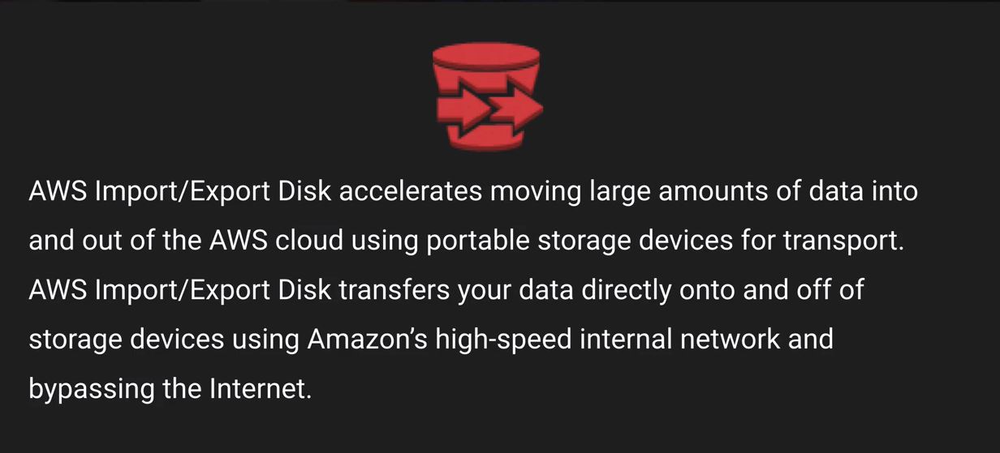 AWS Import/Export Disk accelerates moving large amounts of data into
and out of the AWS cloud using portable storage devices for transport.
AWS Import/Export Disk transfers your data directly onto and off of
storage devices using Amazon’s high-speed internal network and
bypassing the Internet.